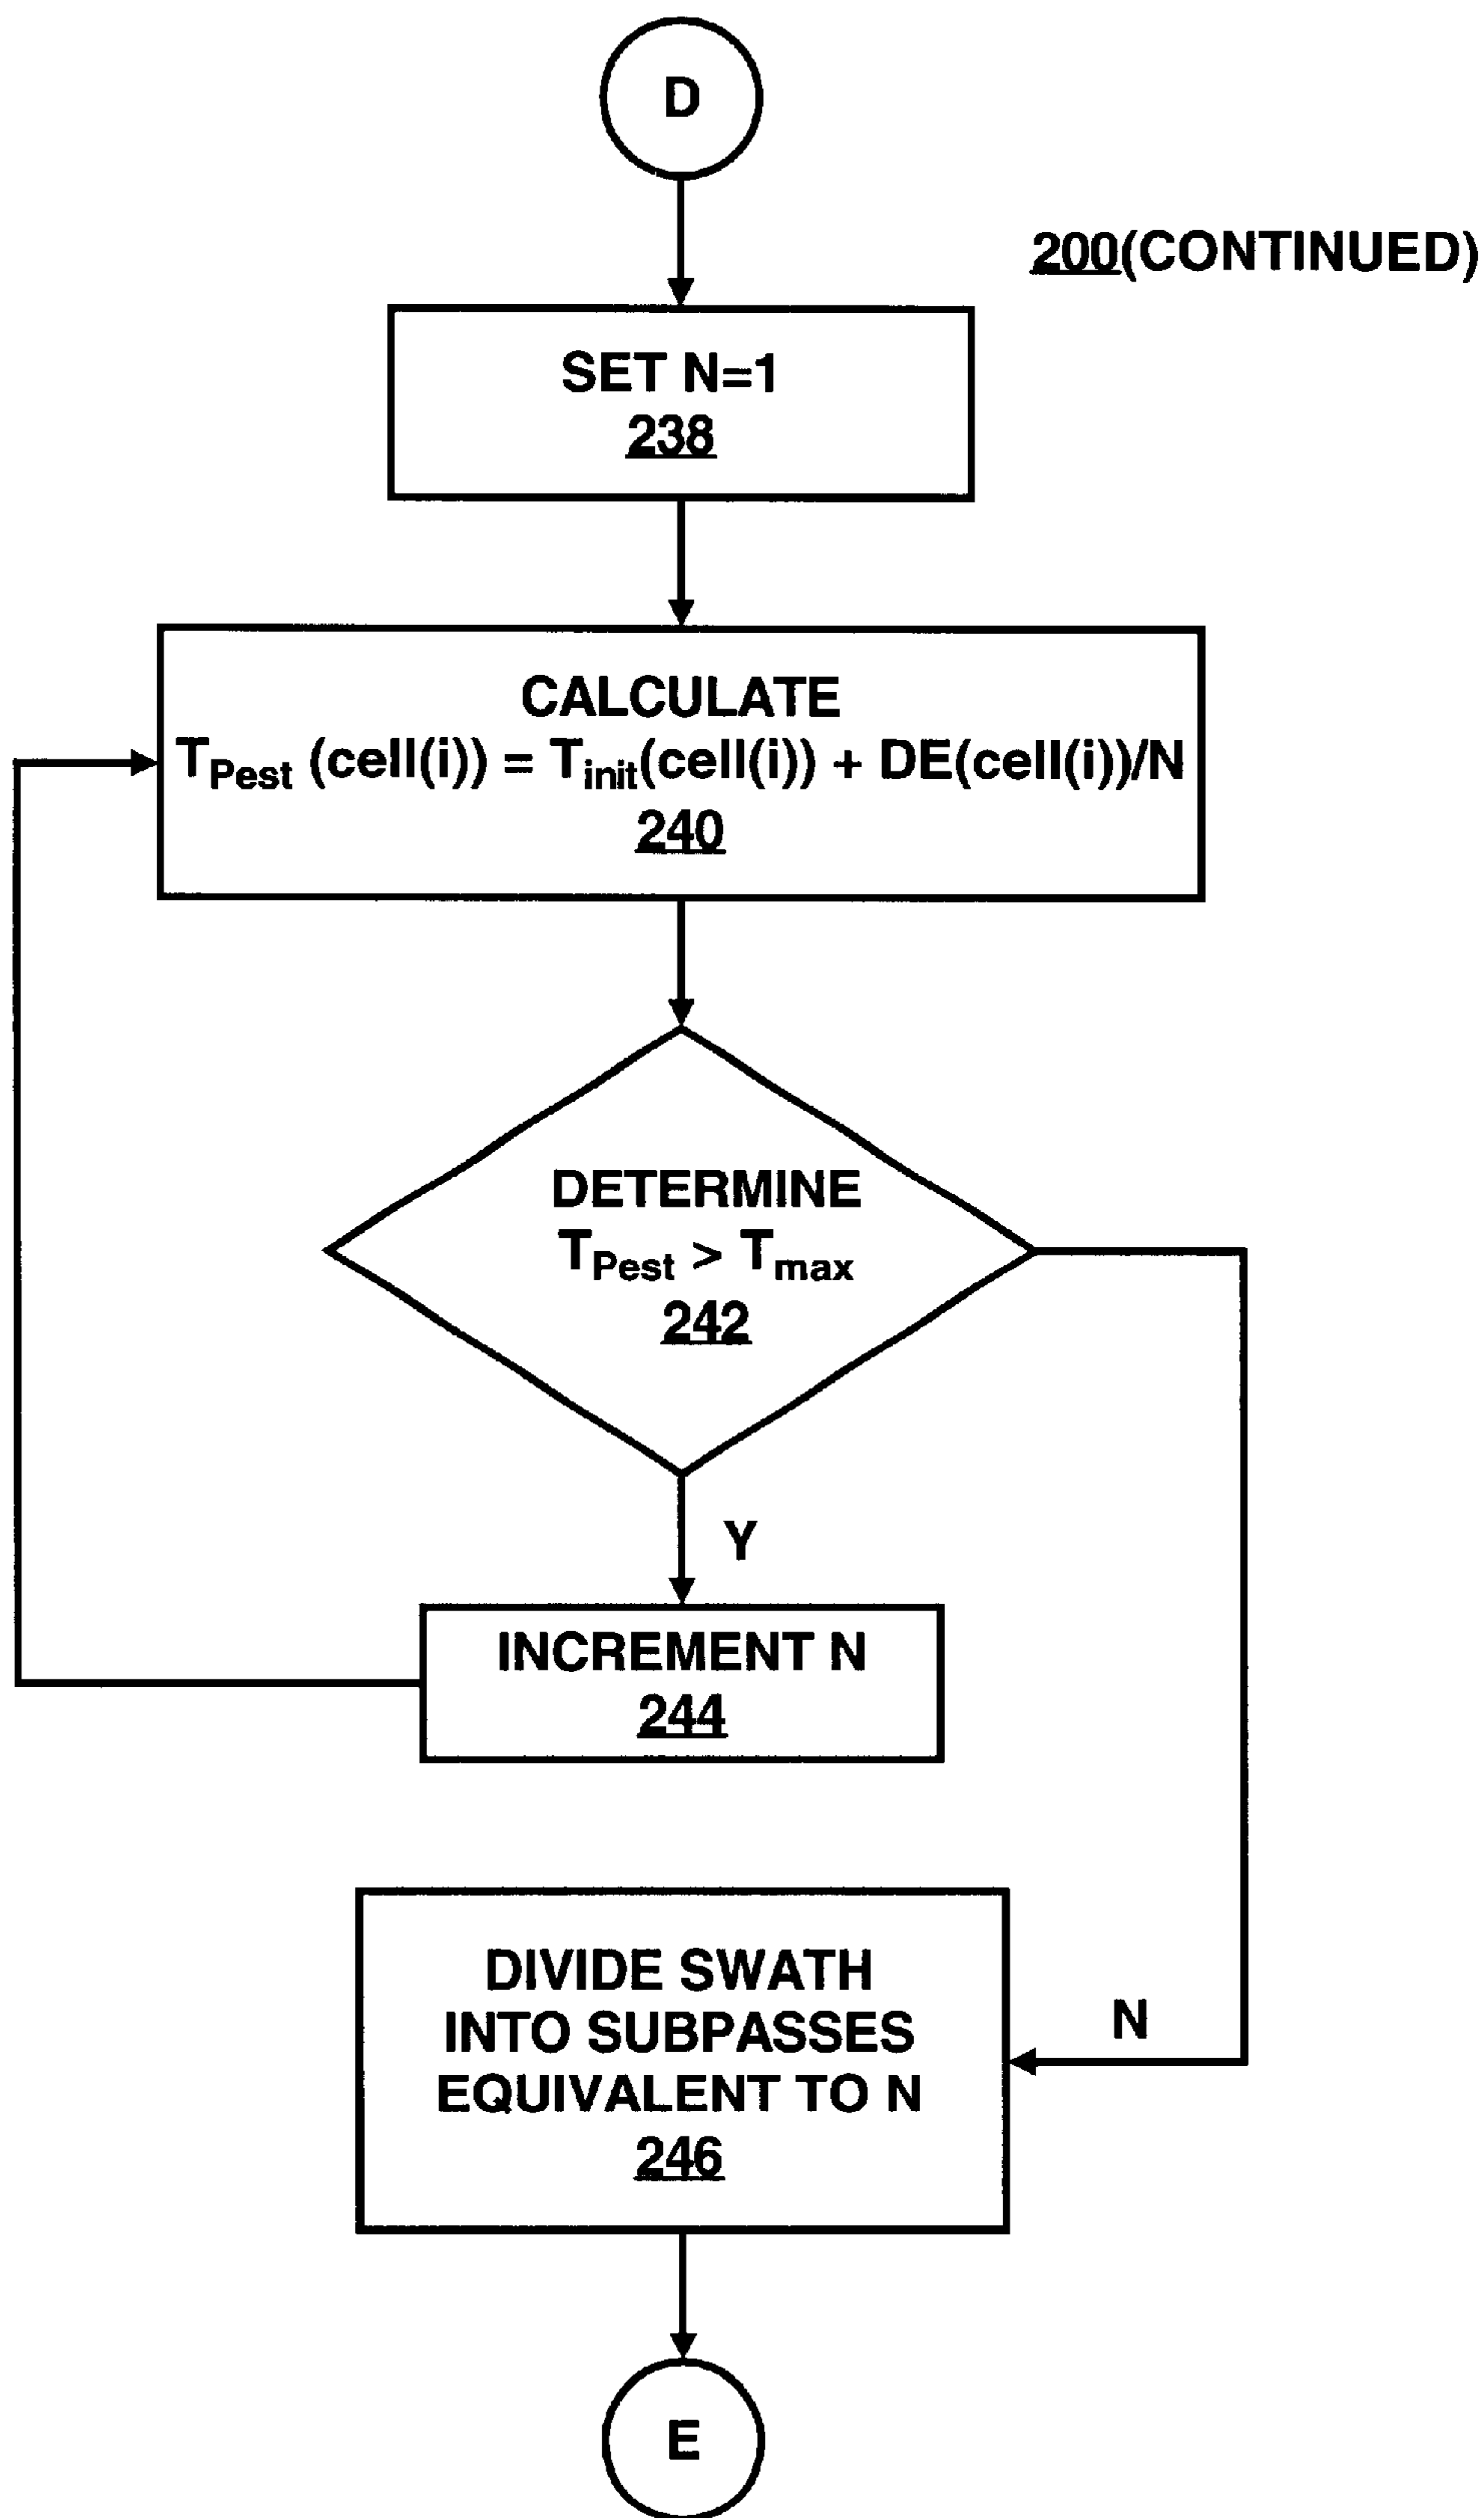 D
200(CONTINUED)
SET N=1
238
CALCULATE
TPest (cell(i)) = Tinit(cell(i)) + DE(cell(i))/N
240
DETERMINE
TPest > Tmax
242
Y
INCREMENT N
244
DIVIDE SWATH
INTO SUBPASSES
EQUIVALENT TO N
246
N
E